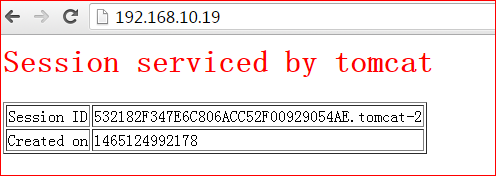 192.168.10.19
Session serviced by tomcat
Session ID 532182F347E6C806ACC52F00929054AE.tomcat-2
Created on 1465124992178